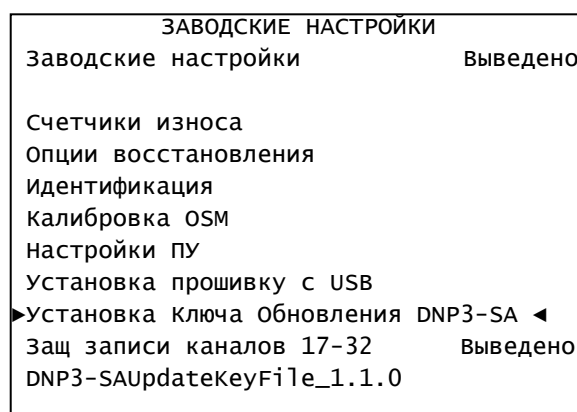 ЗАВОДСКИЕ НАСТРОЙКИ
Заводские настройки Выведено
Счетчики износа
Опции восстановления
Идентификация
Калибровка OSM
Настройки ПУ
Установка прошивку с USB
►Установка Ключа Обновления DNP3-SA ◄
Защ записи каналов 17-32 Выведено
DNP3-SAUpdateKeyFile_1.1.0